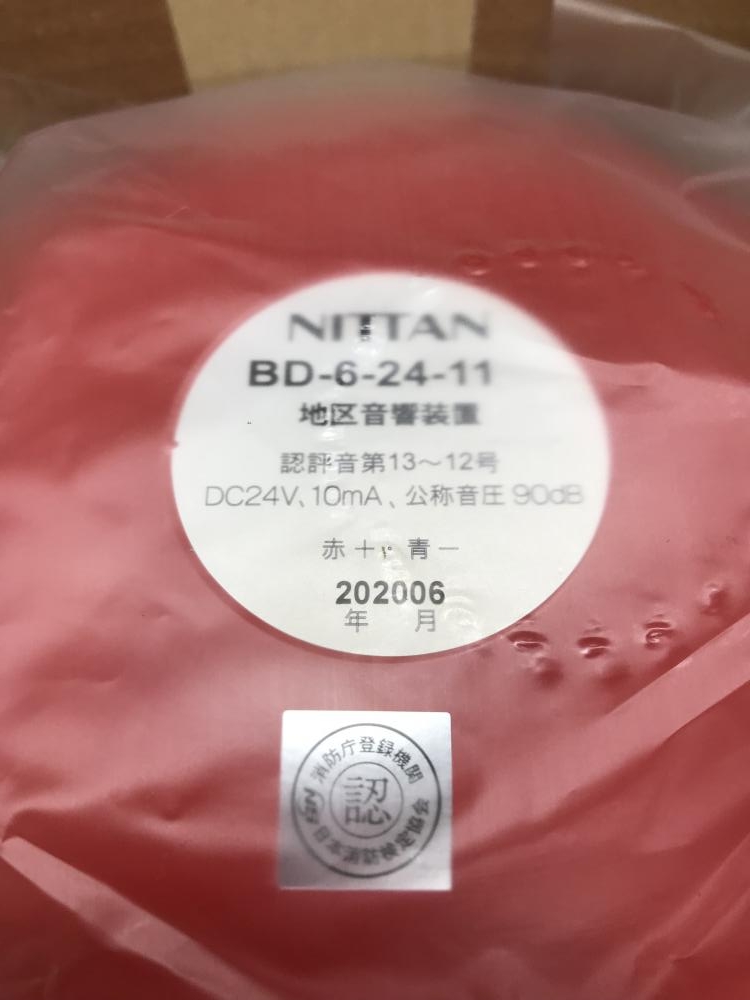 NITTAN
BD-6-24-11
地区音響装置
認評音第13～12号
DC24V、10mA、公称音圧 90dB
赤＋ 青－
202006
年 月
消防庁登録機関
認
日本消防検定協会